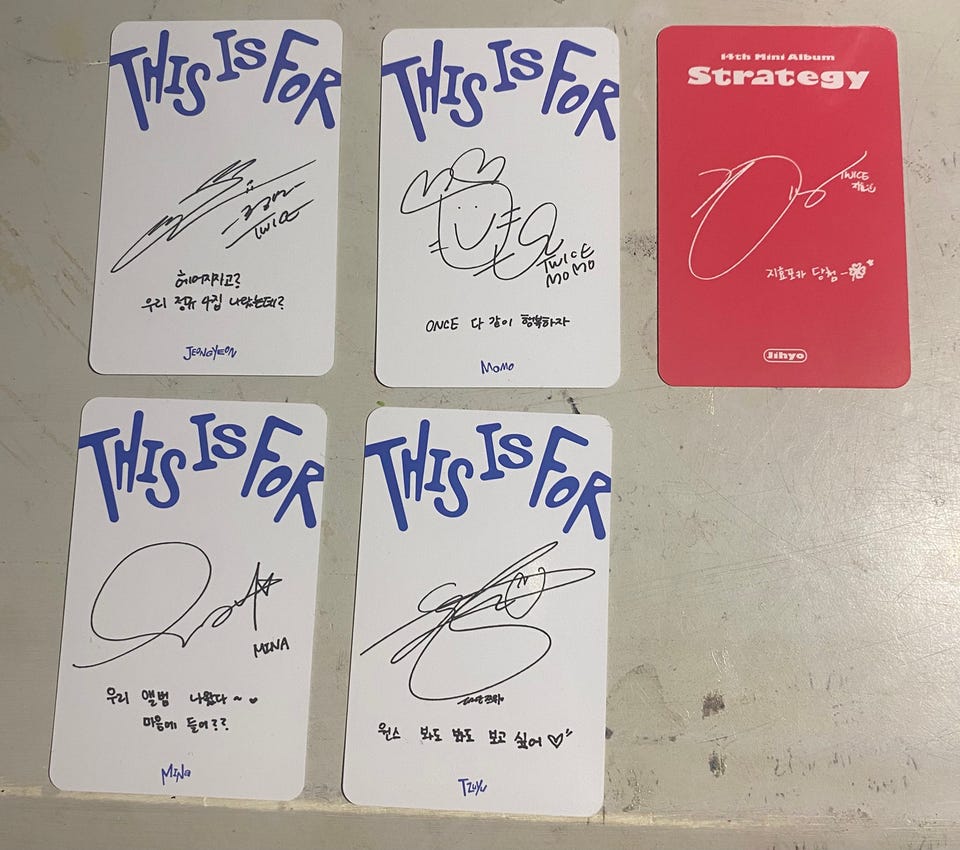 THIS IS FOR
정연
TWICE
헤어지자고?
우리 정규 4집 나왔는데?
JEONGYEON
THIS IS FOR
TWICE
MOMO
ONCE 다 같이 행복하자
MOMO
14th Mini Album
Strategy
TWICE
지효
지효포카 당첨
Jihyo
THIS IS FOR
MINA
우리 앨범 나왔다~♡
마음에 들어??
MINA
THIS IS FOR
원스 봐도 봐도 보고 싶어♡
TZUYU